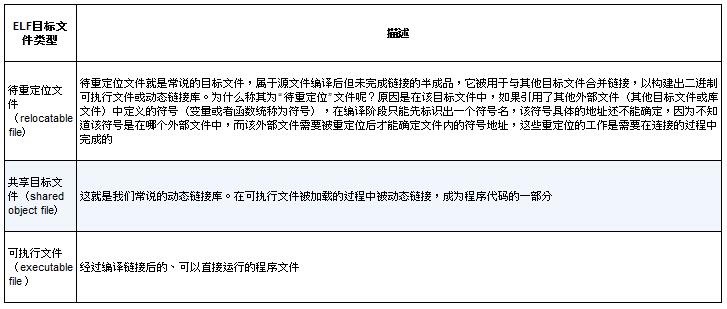 ELF目标文
件类型
描述
待重定位文
件
（relocatable
file)
待重定位文件就是常说的目标文件，属于源文件编译后但未完成链接的半成品，它被用于与其他目标文件合并链接，以构建出二进制
可执行文件或动态链接库。为什么称其为"待重定位"文件呢？原因是在该目标文件中，如果引用了其他外部文件（其他目标文件或库
文件）中定义的符号（变量或者函数统称为符号），在编译阶段只能先标识出一个符号名，该符号具体的地址还不能确定，因为不
知道该符号是在哪个外部文件中，而该外部文件需要被重定位后才能确定文件内的符号地址，这些重定位的工作是需要在连接的过程中
完成的
共享目标文
件（shared
object file)
这就是我们常说的动态链接库。在可执行文件被加载的过程中被动态链接，成为程序代码的一部分
可执行文件
（executable
file）
经过编译链接后的、可以直接运行的程序文件